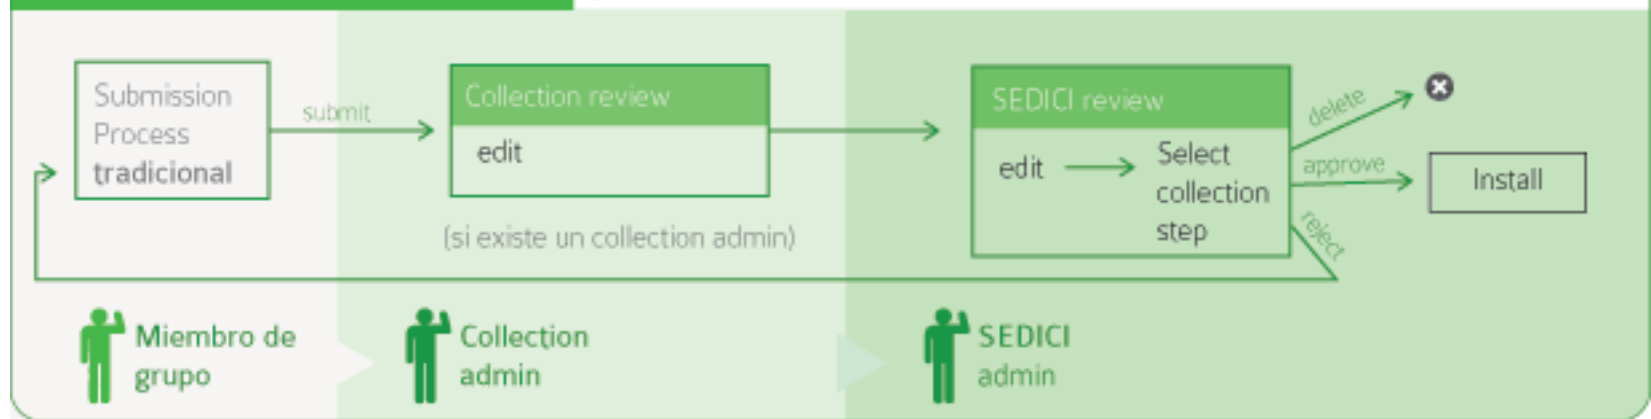 Submission
Process
tradicional
submit
Collection review
edit
(si existe un collection admin)
SEDICI review
edit
Select
collection
step
delete
approve
reject
Install
Miembro de
grupo
Collection
admin
SEDICI
admin